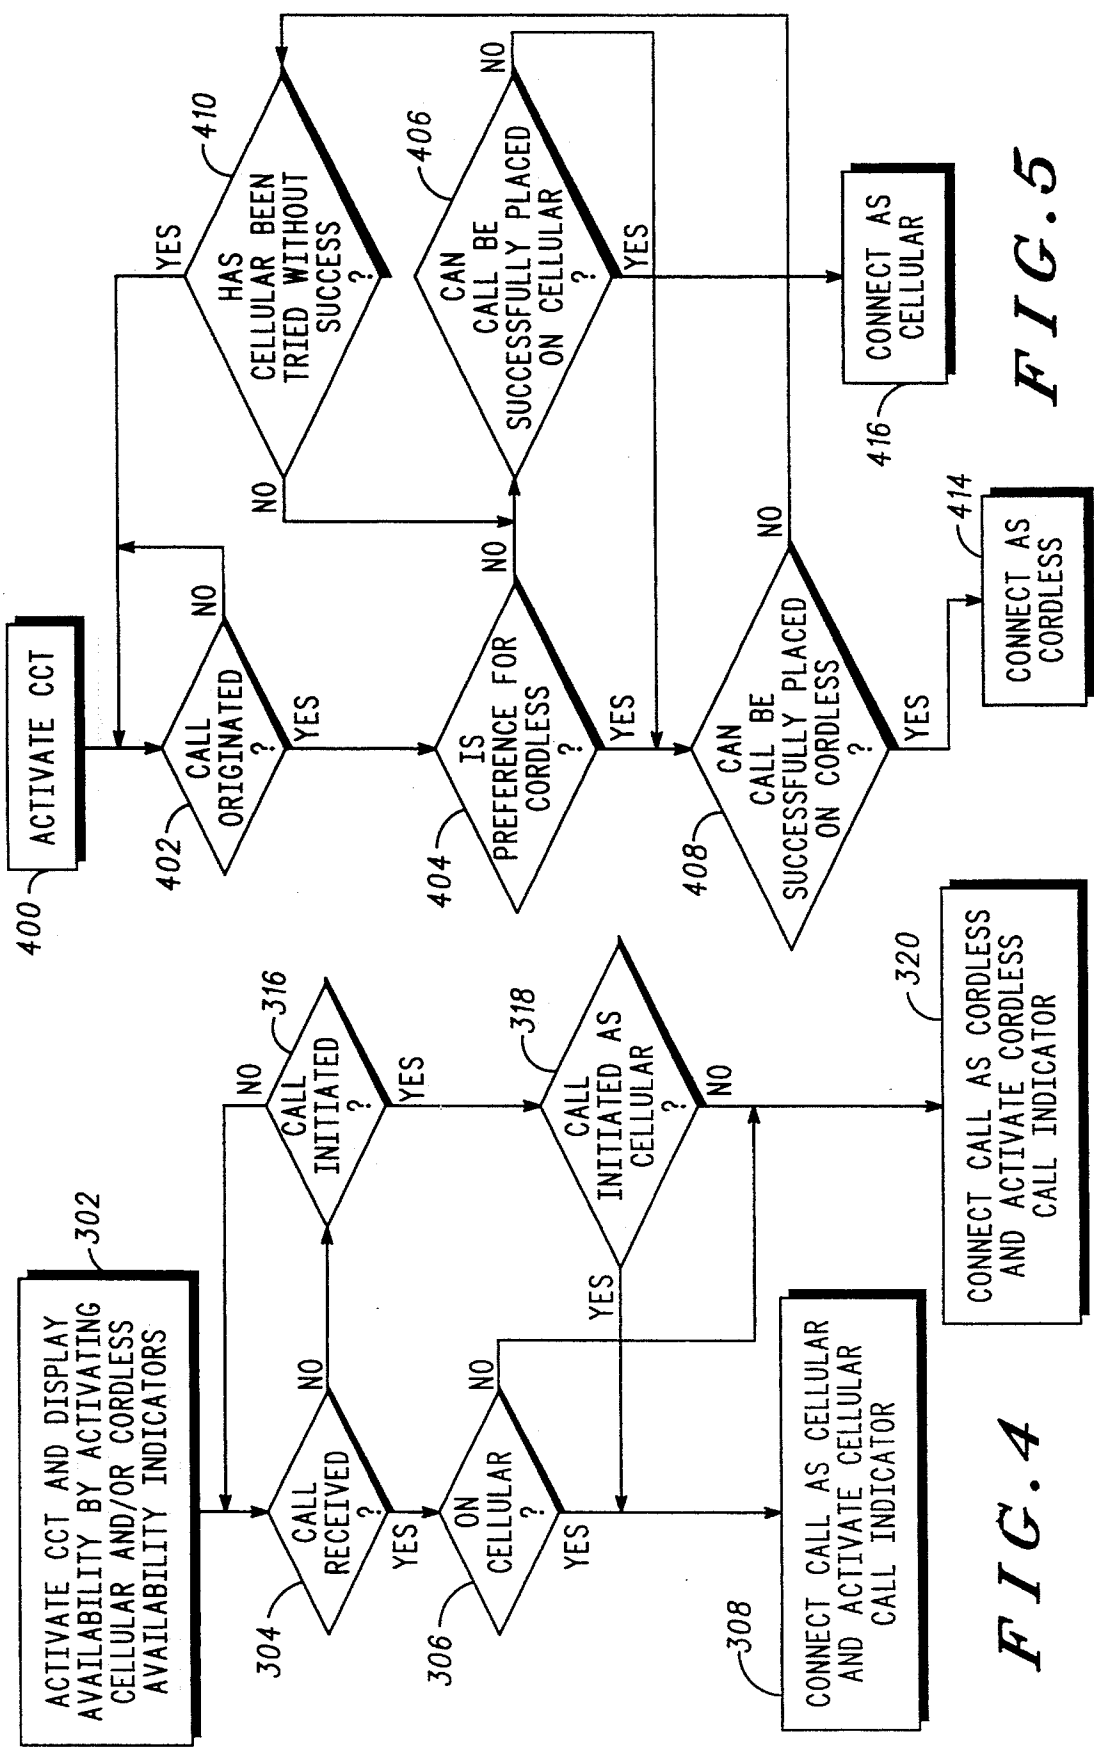 302
ACTIVATE CCT AND DISPLAY
AVAILABILITY BY ACTIVATING
CELLULAR AND/OR CORDLESS
AVAILABILITY INDICATORS
304
CALL
RECEIVED
?
NO
YES
316
CALL
INITIATED
?
NO
YES
306
ON
CELLULAR
?
NO
YES
318
CALL
INITIATED AS
CELLULAR
?
YES
NO
308
CONNECT CALL AS CELLULAR
AND ACTIVATE CELLULAR
CALL INDICATOR
320
CONNECT CALL AS CORDLESS
AND ACTIVATE CORDLESS
CALL INDICATOR
FIG.4
400
ACTIVATE CCT
402
CALL
ORIGINATED
?
NO
YES
410
HAS
CELLULAR BEEN
TRIED WITHOUT
SUCCESS
?
YES
NO
404
IS
PREFERENCE FOR
CORDLESS
?
NO
YES
406
CAN
CALL BE
SUCCESSFULLY PLACED
ON CELLULAR
?
NO
YES
408
CAN
CALL BE
SUCCESSFULLY PLACED
ON CORDLESS
?
NO
YES
414
CONNECT AS
CORDLESS
416
CONNECT AS
CELLULAR
FIG.5